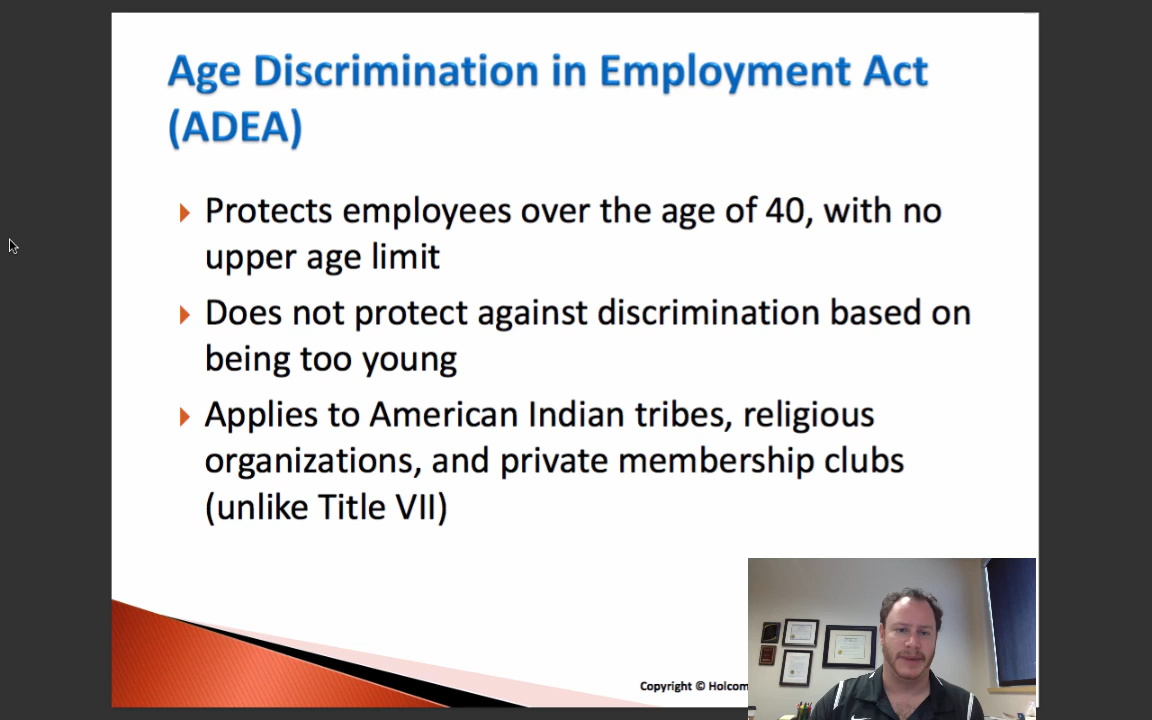 Age Discrimination in Employment Act
(ADEA)
Protects employees over the age of 40, with no
upper age limit
Does not protect against discrimination based on
being too young
Applies to American Indian tribes, religious
organizations, and private membership clubs
(unlike Title VII)
Copyright © Holcom